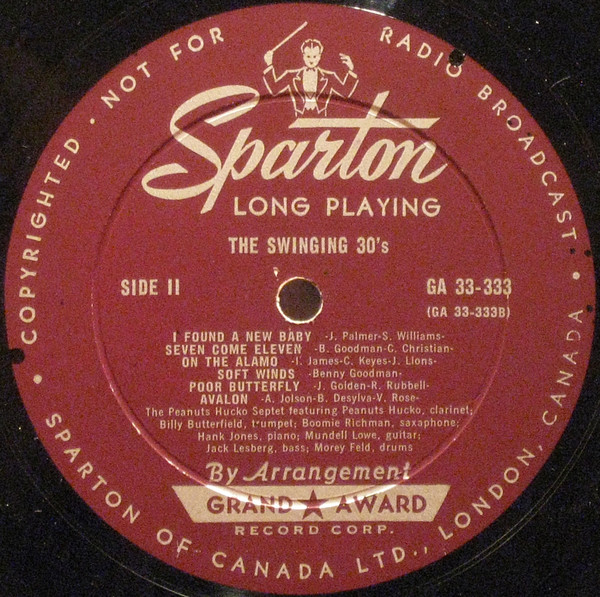 COPYRIGHTED · NOT FOR RADIO BROADCAST ·
Sparton
LONG PLAYING
THE SWINGING 30's
SIDE II
GA 33-333
(GA 33-333B)
I FOUND A NEW BABY -J. Palmer-S. Williams-
SEVEN COME ELEVEN -B. Goodman-C. Christian-
ON THE ALAMO -I. James-C. Keyes-J. Lions-
SOFT WINDS -Benny Goodman-
POOR BUTTERFLY -J. Golden-R. Rubbell-
AVALON -A. Jolson-B. Desylva-V. Rose-
The Peanuts Hucko Septet featuring Peanuts Hucko, clarinet;
Billy Butterfield, trumpet; Boomie Richman, saxaphone;
Hank Jones, piano; Mundell Lowe, guitar;
Jack Lesberg, bass; Morey Feld, drums
By Arrangement
GRAND ★ AWARD
RECORD CORP.
SPARTON OF CANADA LTD., LONDON, CANADA ·